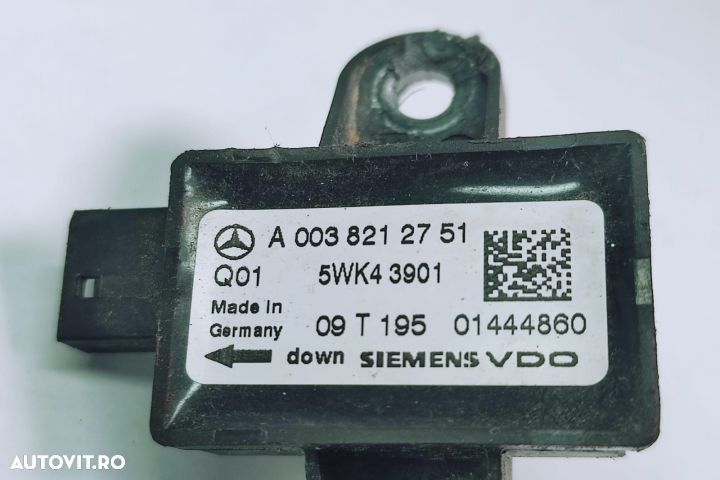 A 003 821 27 51
Q01 5WK4 3901
Made in
Germany 09 T 195 01444860
down SIEMENS VDO
AUTOVIT.RO